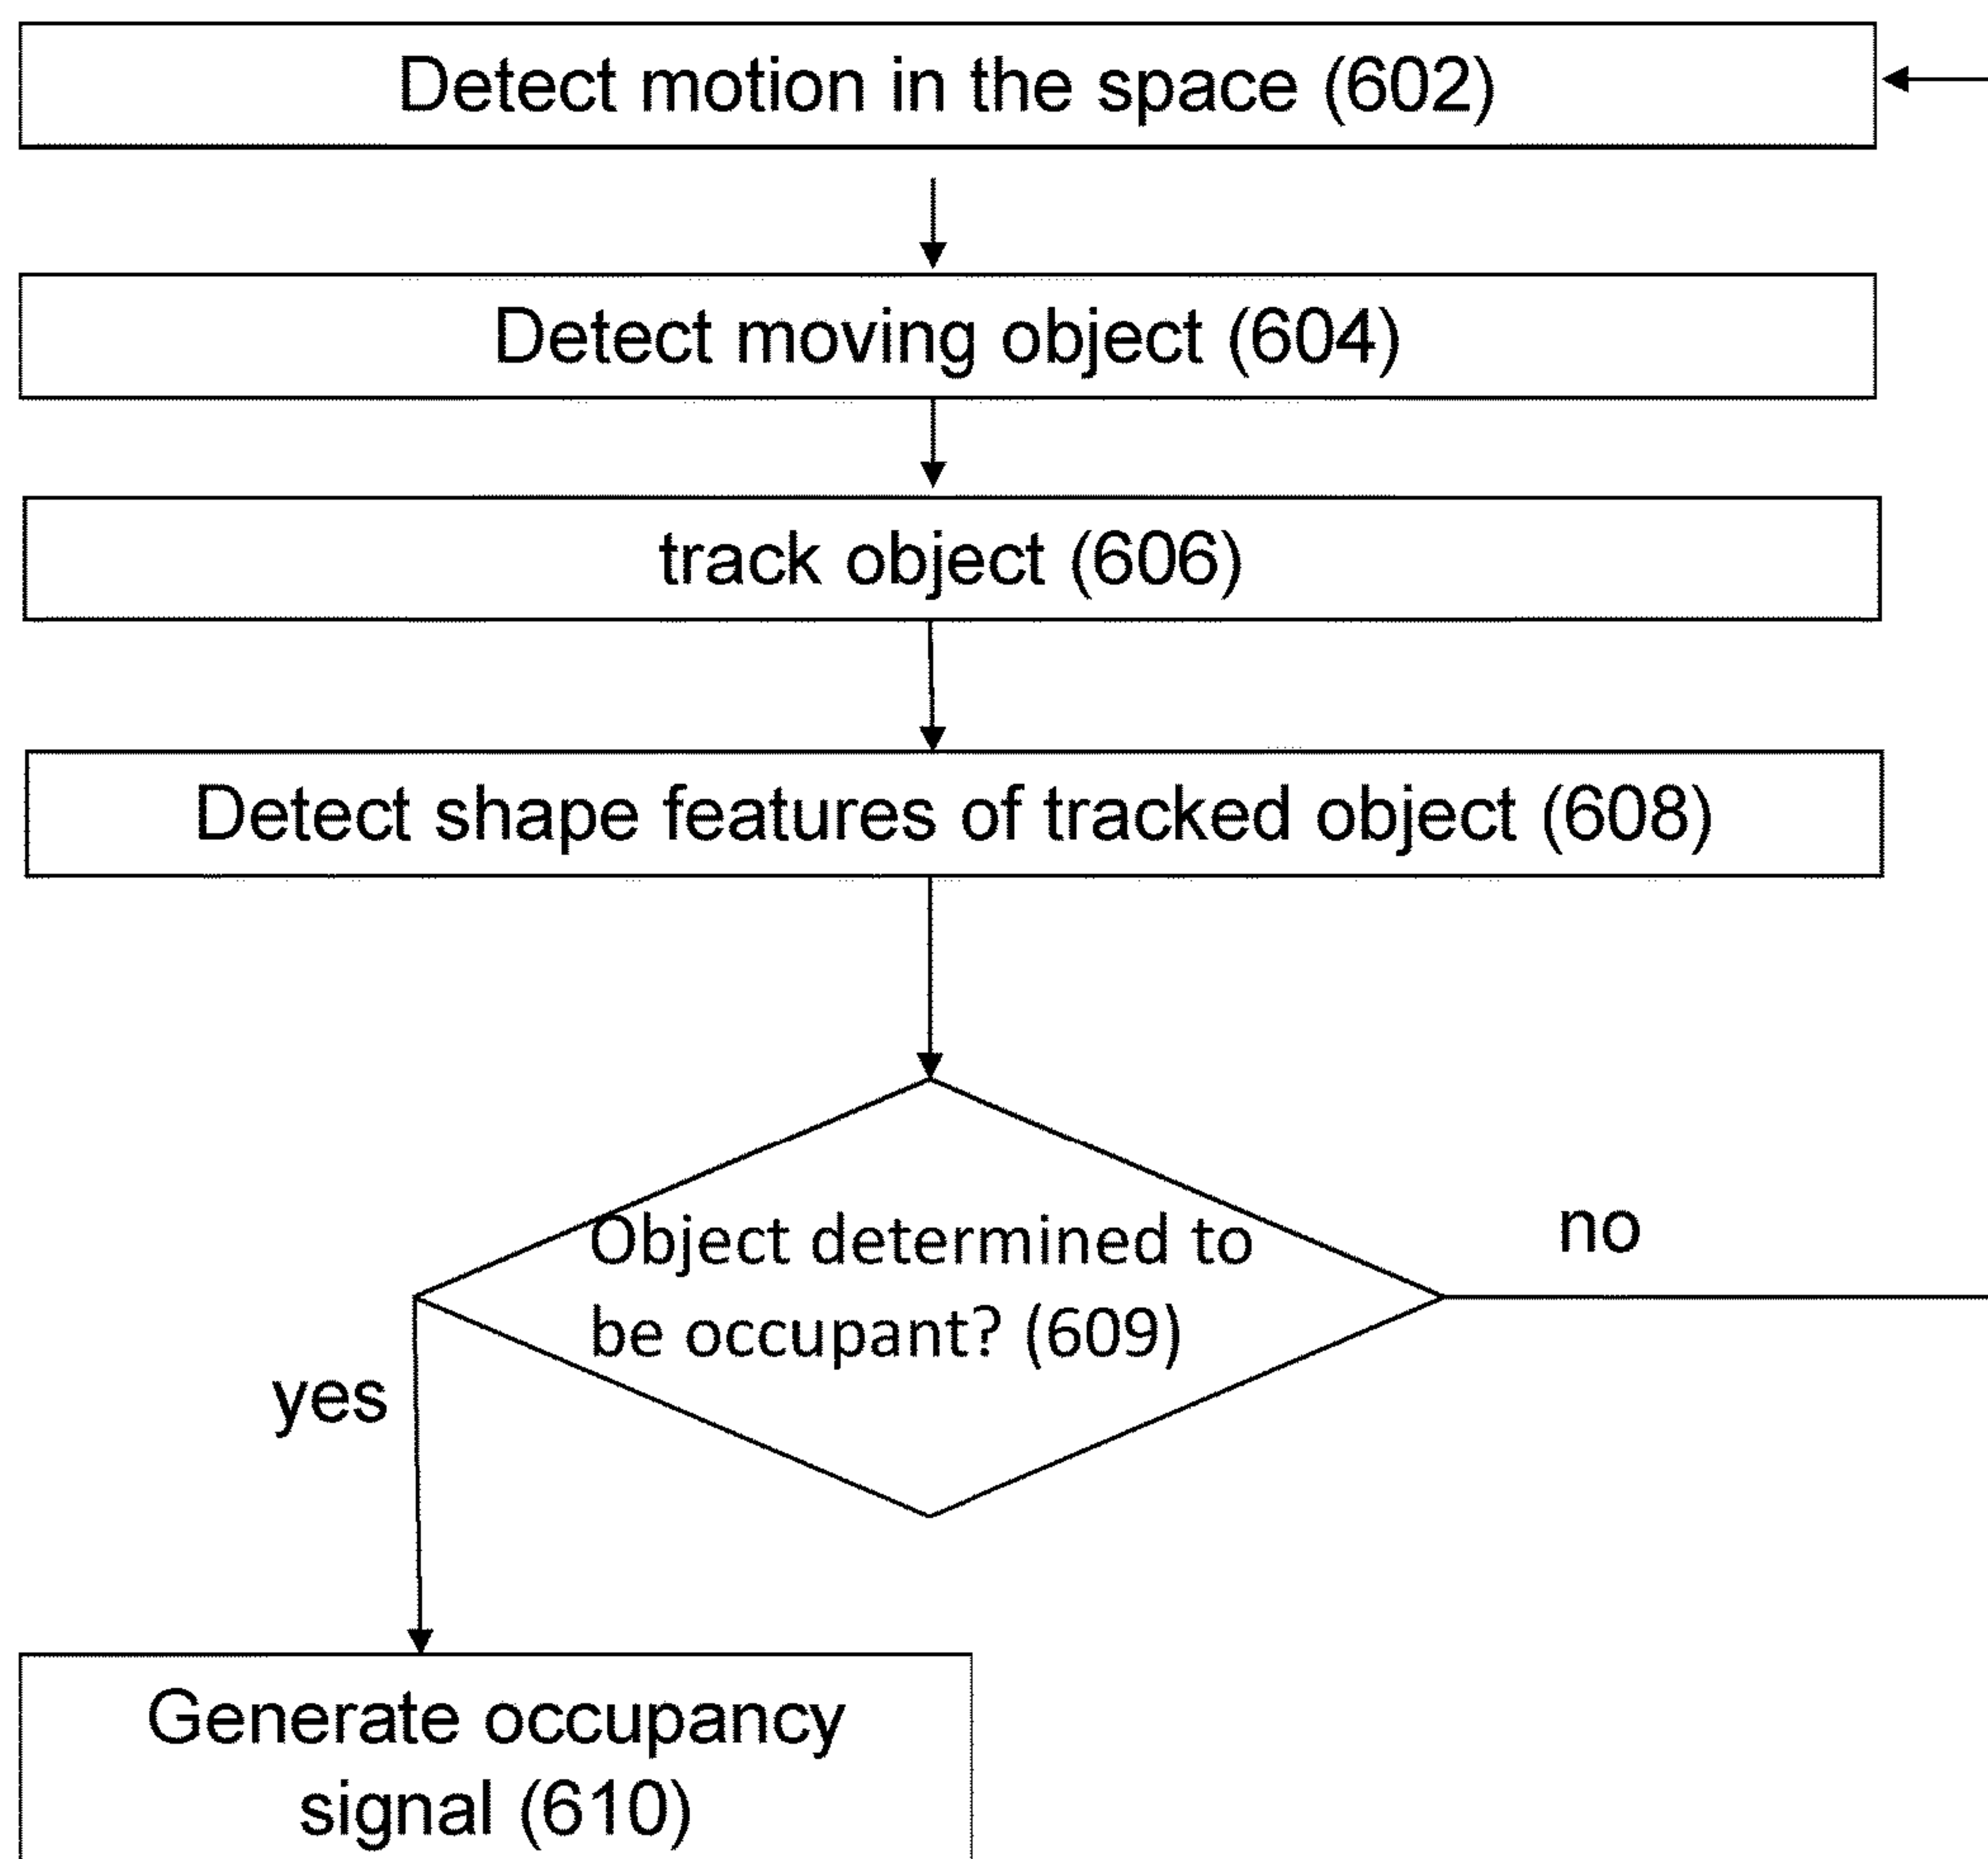 Detect motion in the space (602)
Detect moving object (604)
track object (606)
Detect shape features of tracked object (608)
Object determined to
be occupant? (609)
no
yes
Generate occupancy
signal (610)